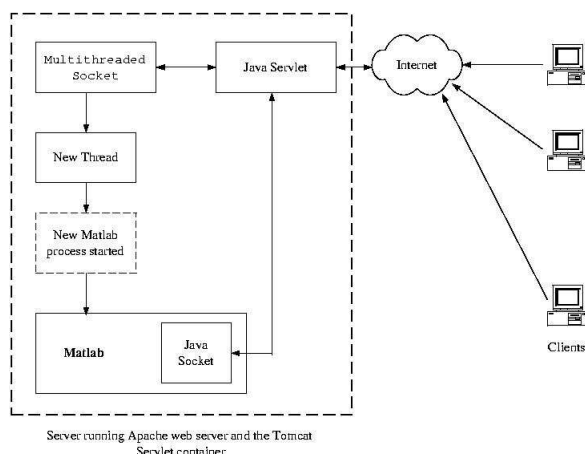 Multithreaded
Socket
Java Servlet
Internet
New Thread
New Matlab
process started
Matlab
Java
Socket
Clients
Server running Apache web server and the Tomcat
Servlet container